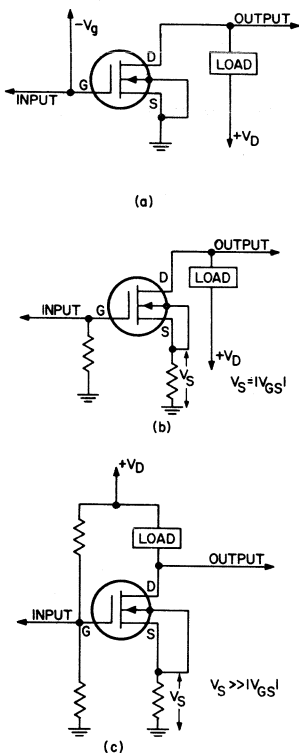 -Vg
OUTPUT
D
LOAD
INPUT
G
S
+VD
(a)
OUTPUT
D
LOAD
INPUT
G
S
+VD
VS
VS=|VGS|
(b)
+VD
LOAD
OUTPUT
D
INPUT
G
S
VS
VS>>|VGS|
(c)